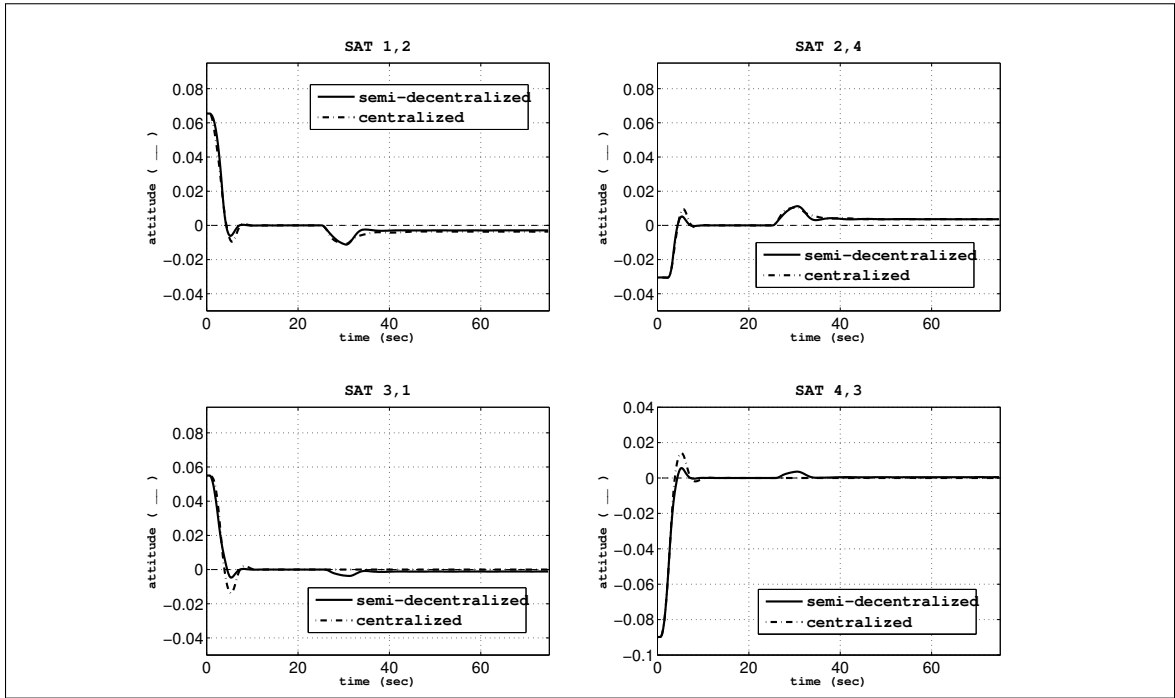 SAT 1,2
0.08
0.06
0.04
0.02
0
−0.02
−0.04
attitude ( __ )
semi-decentralized
centralized
0 20 40 60
time (sec)
SAT 2,4
0.08
0.06
0.04
0.02
0
−0.02
−0.04
attitude ( __ )
semi-decentralized
centralized
0 20 40 60
time (sec)
SAT 3,1
0.08
0.06
0.04
0.02
0
−0.02
−0.04
attitude ( __ )
semi-decentralized
centralized
0 20 40 60
time (sec)
SAT 4,3
0.04
0.02
0
−0.02
−0.04
−0.06
−0.08
−0.1
attitude ( __ )
semi-decentralized
centralized
0 20 40 60
time (sec)